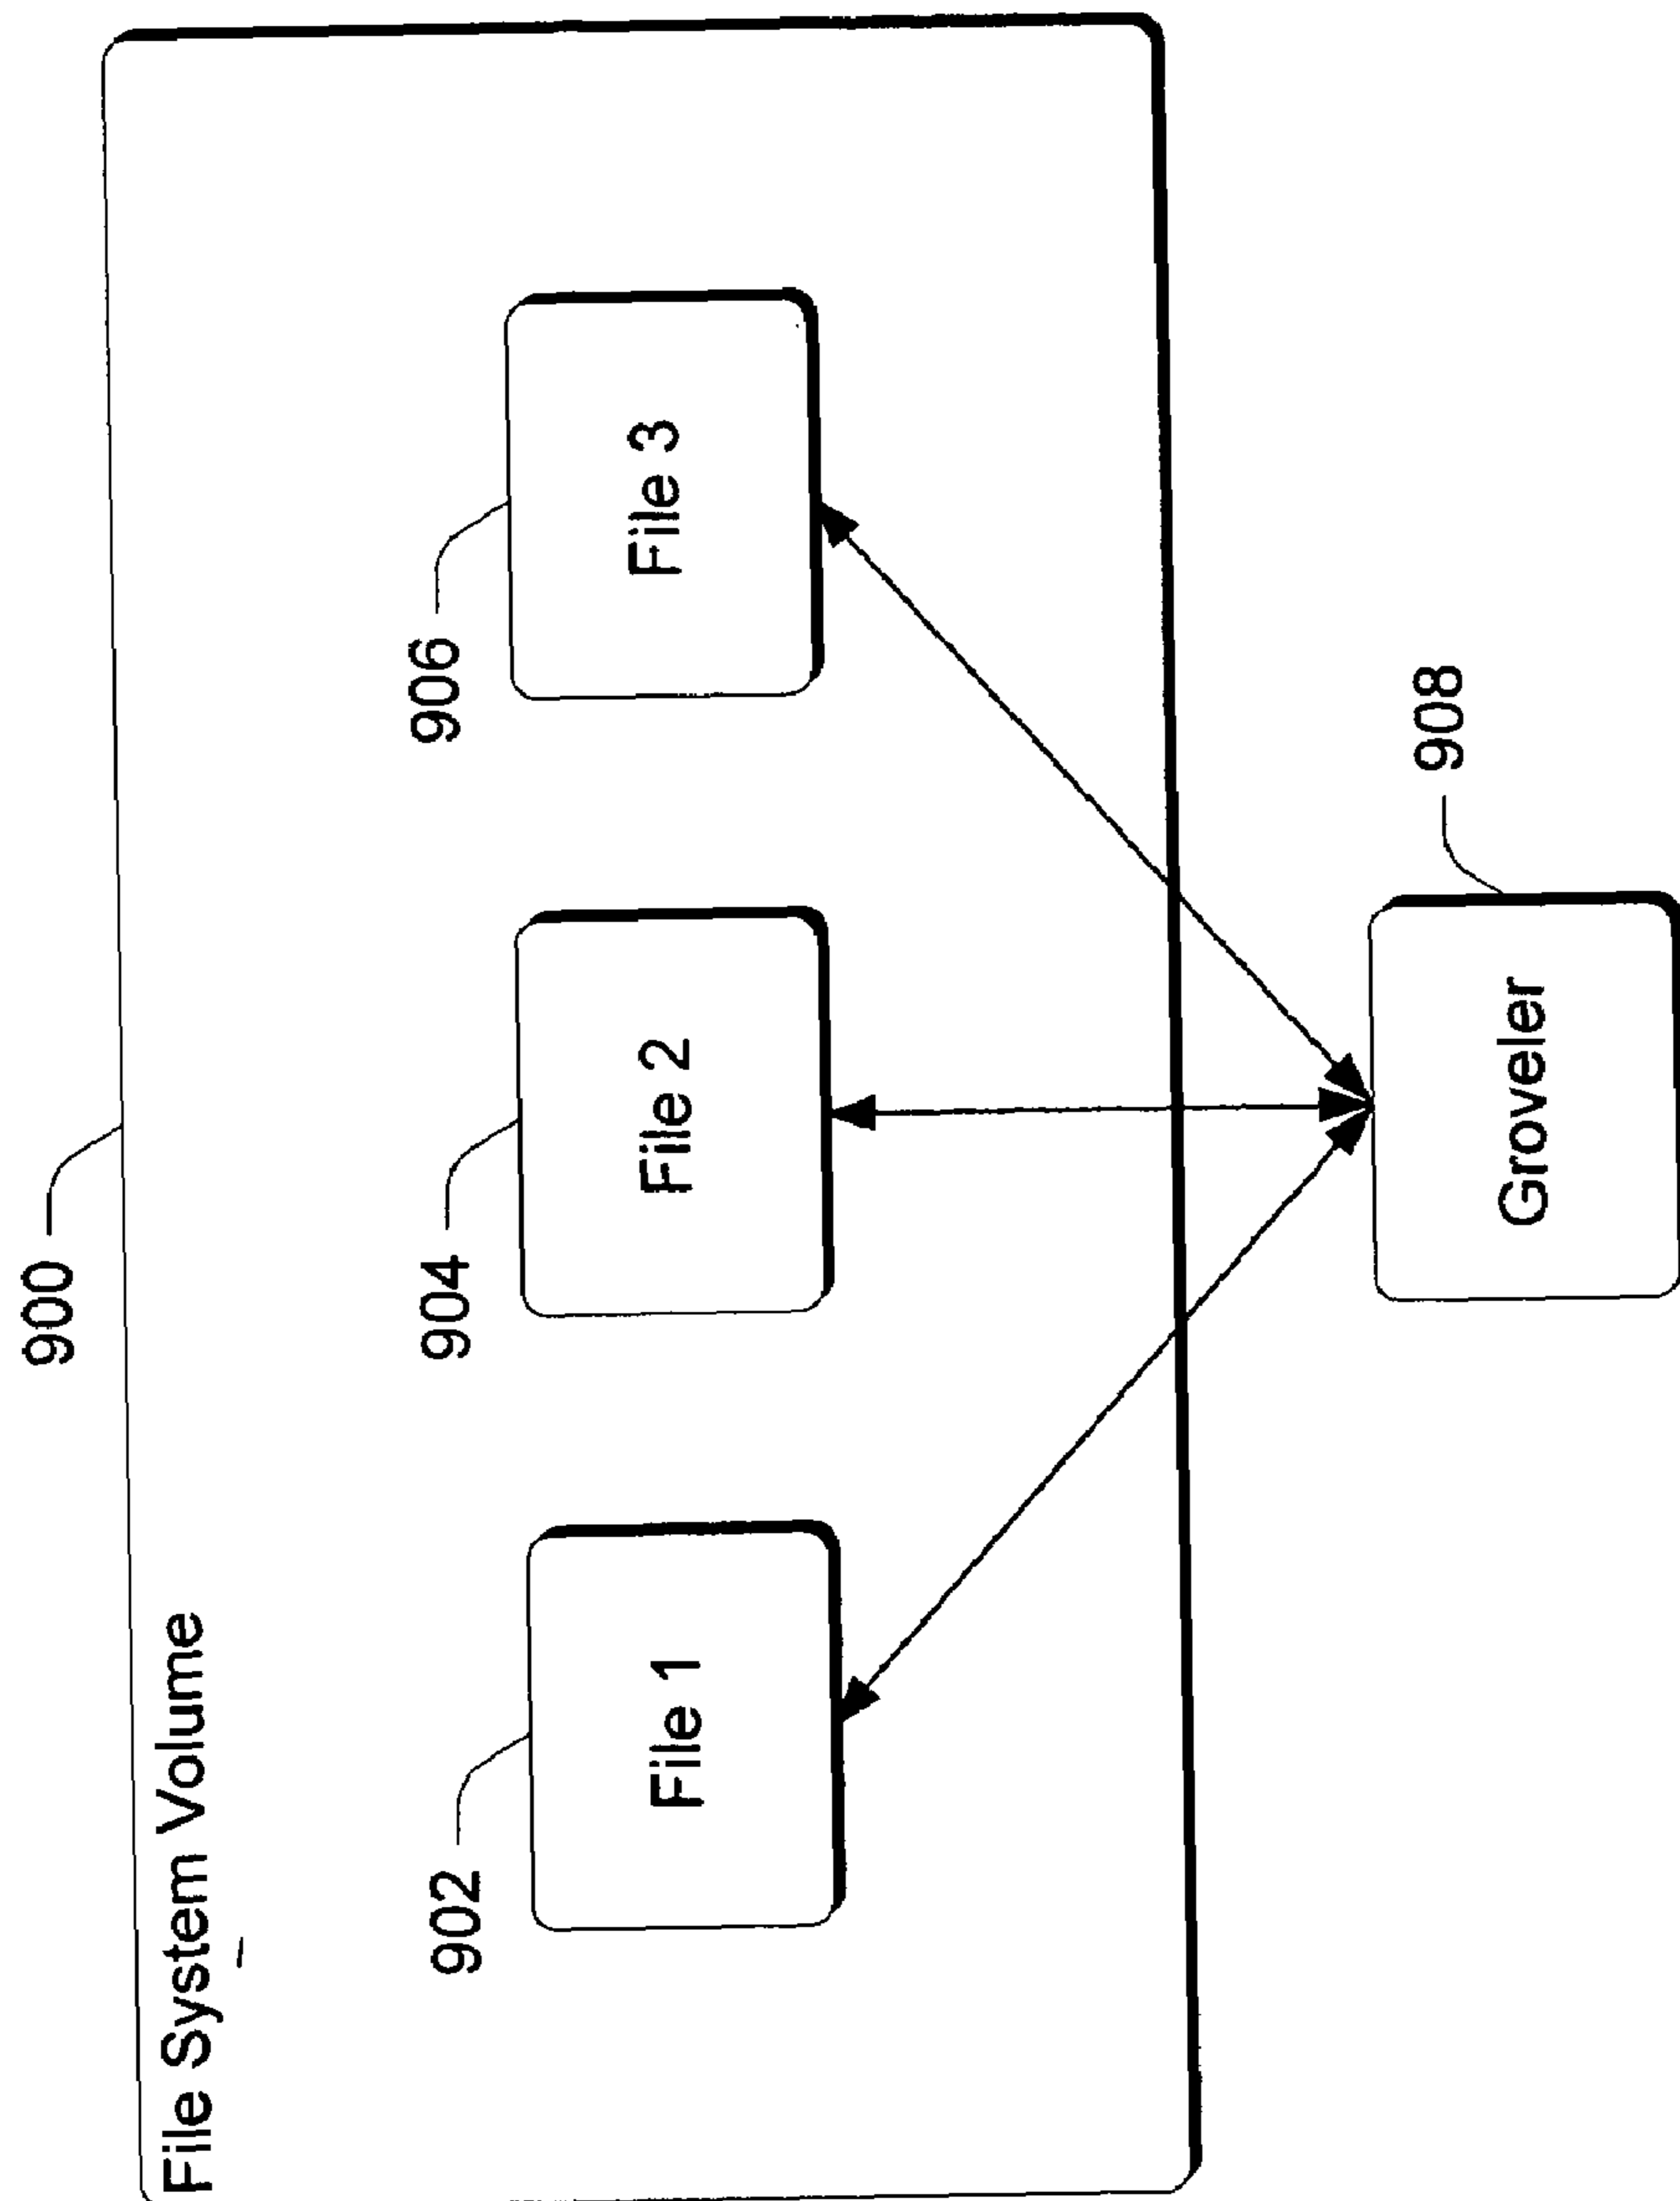 900
File System Volume
902
File 1
904
File 2
906
File 3
908
Groveler